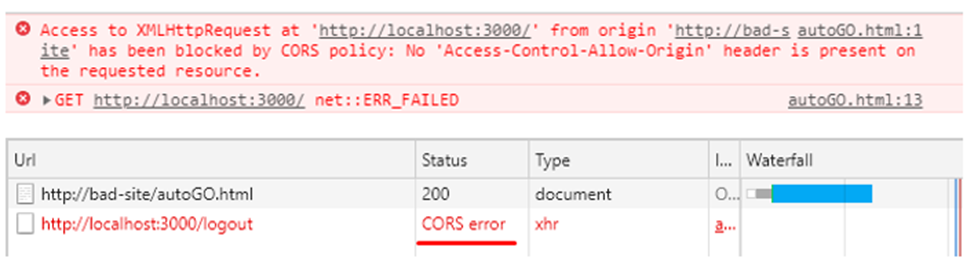 Access to XMLHttpRequest at 'http://localhost:3000/' from origin 'http://bad-s autoGO.html:1
ite' has been blocked by CORS policy: No 'Access-Control-Allow-Origin' header is present on
the requested resource.
GET http://localhost:3000/ net::ERR_FAILED autoGO.html:13
Url Status Type I... Waterfall
http://bad-site/autoGO.html 200 document O...
http://localhost:3000/logout CORS error xhr a...